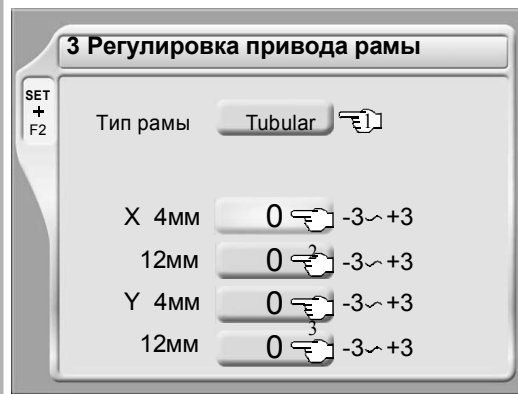 3 Регулировка привода рамы
SET
+
F2
Тип рамы Tubular 1
X 4мм 0 -3~+3
12мм 0 2 -3~+3
Y 4мм 0 -3~+3
12мм 0 3 -3~+3